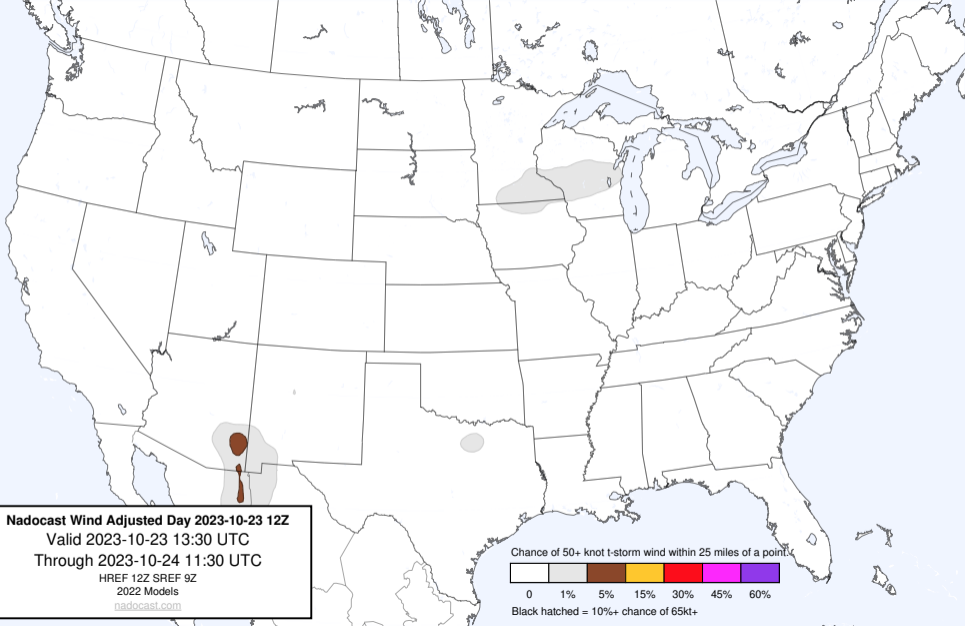 Nadocast Wind Adjusted Day 2023-10-23 12Z
Valid 2023-10-23 13:30 UTC
Through 2023-10-24 11:30 UTC
HREF 12Z SREF 9Z
2022 Models
nadocast.com
Chance of 50+ knot t-storm wind within 25 miles of a point.
0 1% 5% 15% 30% 45% 60%
Black hatched = 10%+ chance of 65kt+